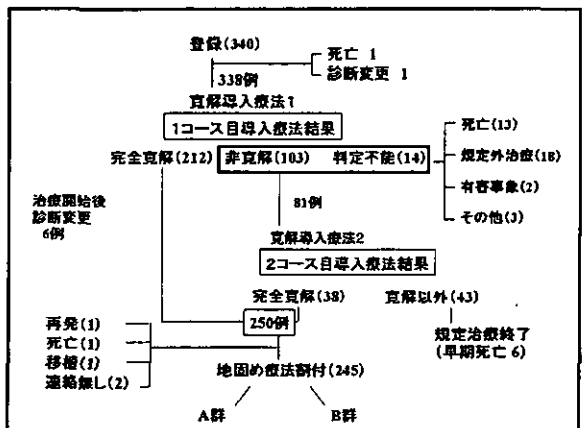 登録(340)
死亡 1
診断変更 1
338例
寛解導入療法1
1コース目導入療法結果
完全寛解(212) 非寛解(103) 判定不能(14)
死亡(13)
規定外治療(18)
有害事象(2)
その他(3)
治療開始後
診断変更
6例
81例
寛解導入療法2
2コース目導入療法結果
完全寛解(38) 寛解以外(43)
250例
再発(1)
死亡(1)
移植(1)
連絡無し(2)
規定治療終了
(早期死亡 6)
地固め療法割付(245)
A群 B群